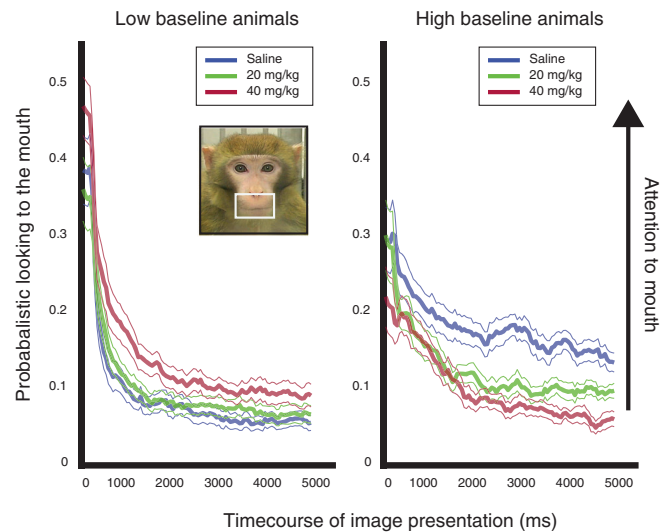 Low baseline animals
High baseline animals
Saline
20 mg/kg
40 mg/kg
Saline
20 mg/kg
40 mg/kg
Probabalistic looking to the mouth
0.5
0.4
0.3
0.2
0.1
0
0.5
0.4
0.3
0.2
0.1
0
Attention to mouth
0 1000 2000 3000 4000 5000
0 1000 2000 3000 4000 5000
Timecourse of image presentation (ms)